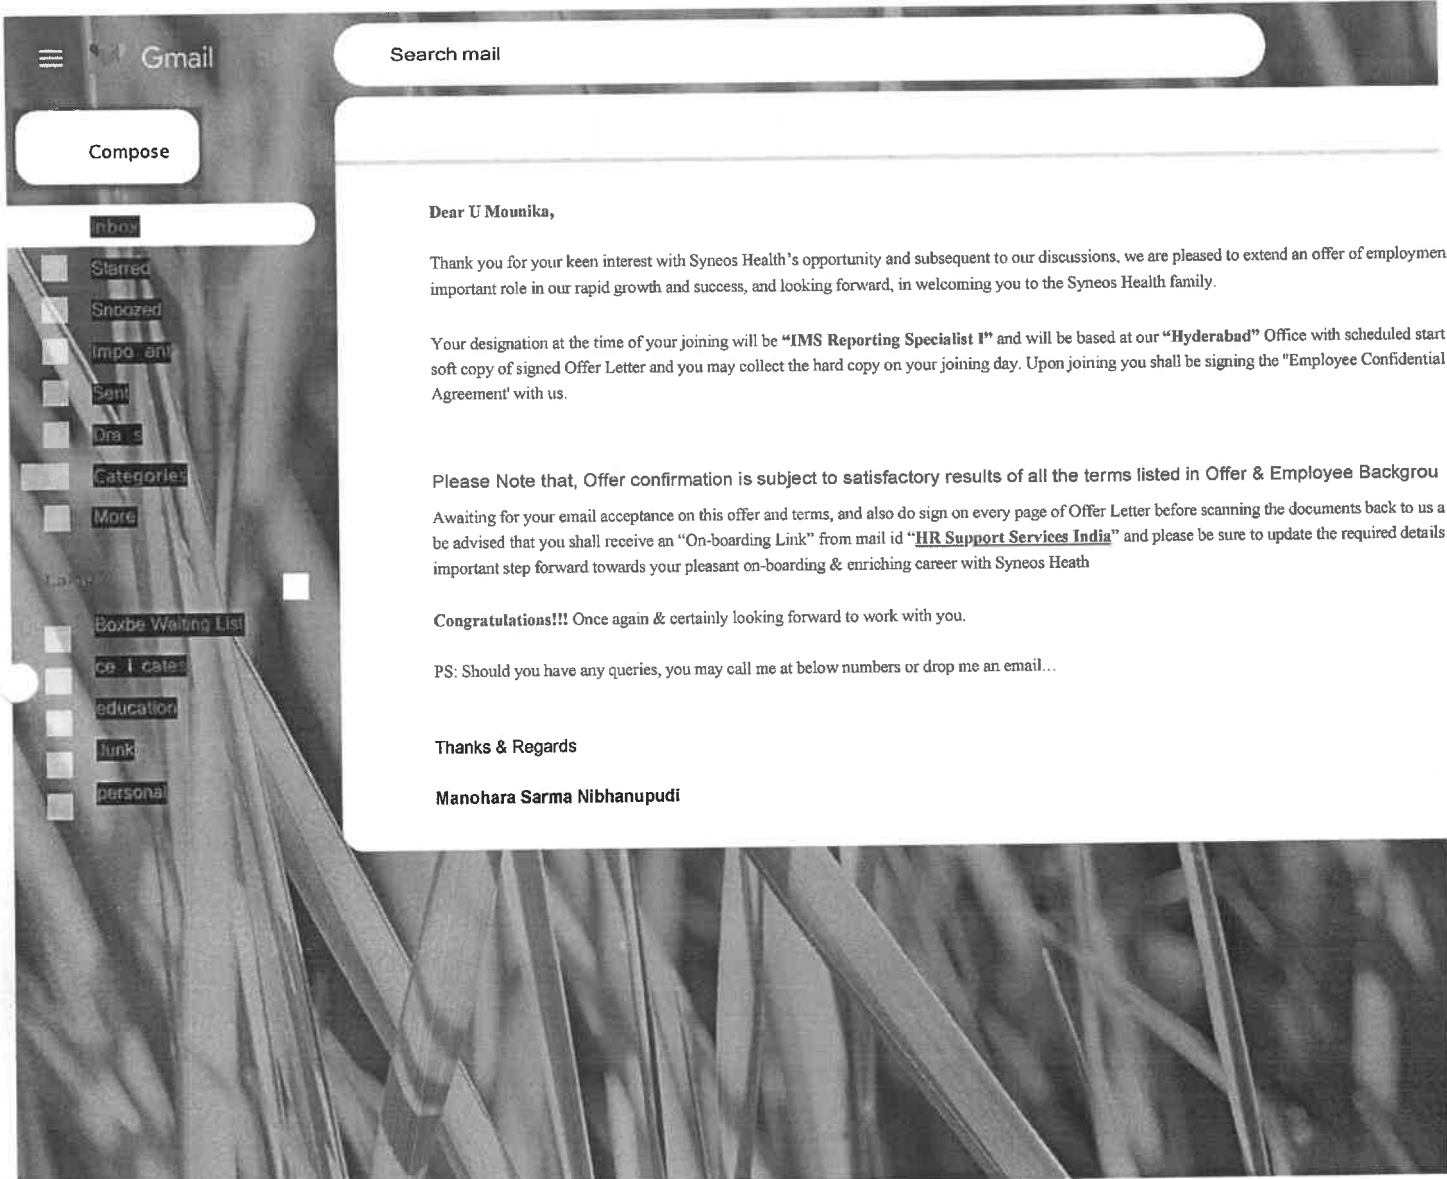 Gmail
Search mail
Compose
Inbox
Starred
Snoozed
Impo ant
Sent
Dra s
Categories
More
Boxbe Waiting List
ce i cates
education
Junk
personal
Dear U Mounika,
Thank you for your keen interest with Syneos Health's opportunity and subsequent to our discussions, we are pleased to extend an offer of employmen
important role in our rapid growth and success, and looking forward, in welcoming you to the Syneos Health family.
Your designation at the time of your joining will be “IMS Reporting Specialist I” and will be based at our “Hyderabad” Office with scheduled start
soft copy of signed Offer Letter and you may collect the hard copy on your joining day. Upon joining you shall be signing the "Employee Confidential
Agreement' with us.
Please Note that, Offer confirmation is subject to satisfactory results of all the terms listed in Offer & Employee Backgrou
Awaiting for your email acceptance on this offer and terms, and also do sign on every page of Offer Letter before scanning the documents back to us a
be advised that you shall receive an “On-boarding Link” from mail id “HR Support Services India” and please be sure to update the required details
important step forward towards your pleasant on-boarding & enriching career with Syneos Heath
Congratulations!!! Once again & certainly looking forward to work with you.
PS: Should you have any queries, you may call me at below numbers or drop me an email…
Thanks & Regards
Manohara Sarma Nibhanupudi